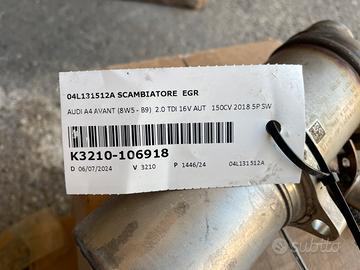 04L131512A SCAMBIATORE EGR
AUDI A4 AVANT (8W5 - B9) 2.0 TDI 16V AUT 150CV 2018 5P SW
K3210-106918
D 06/07/2024 V 3210 P 1446/24 04L131512A
subito